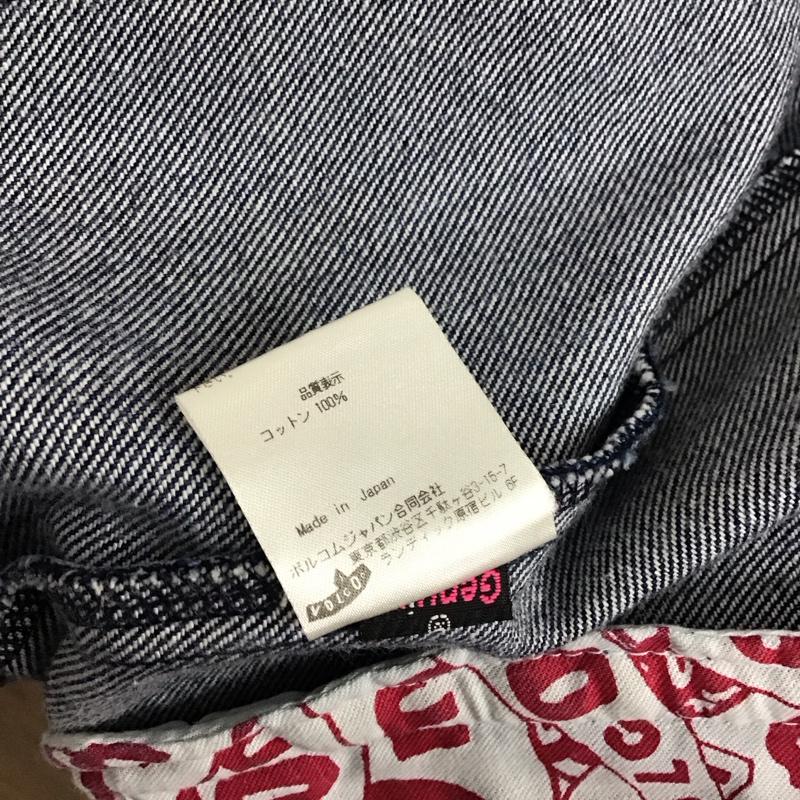 品質表示
コットン 100%
Made in Japan
ボルコムジャパン合同会社
東京都渋谷区千駄ヶ谷3-15-7
ランディック原宿ビル 6F
VOLCOM